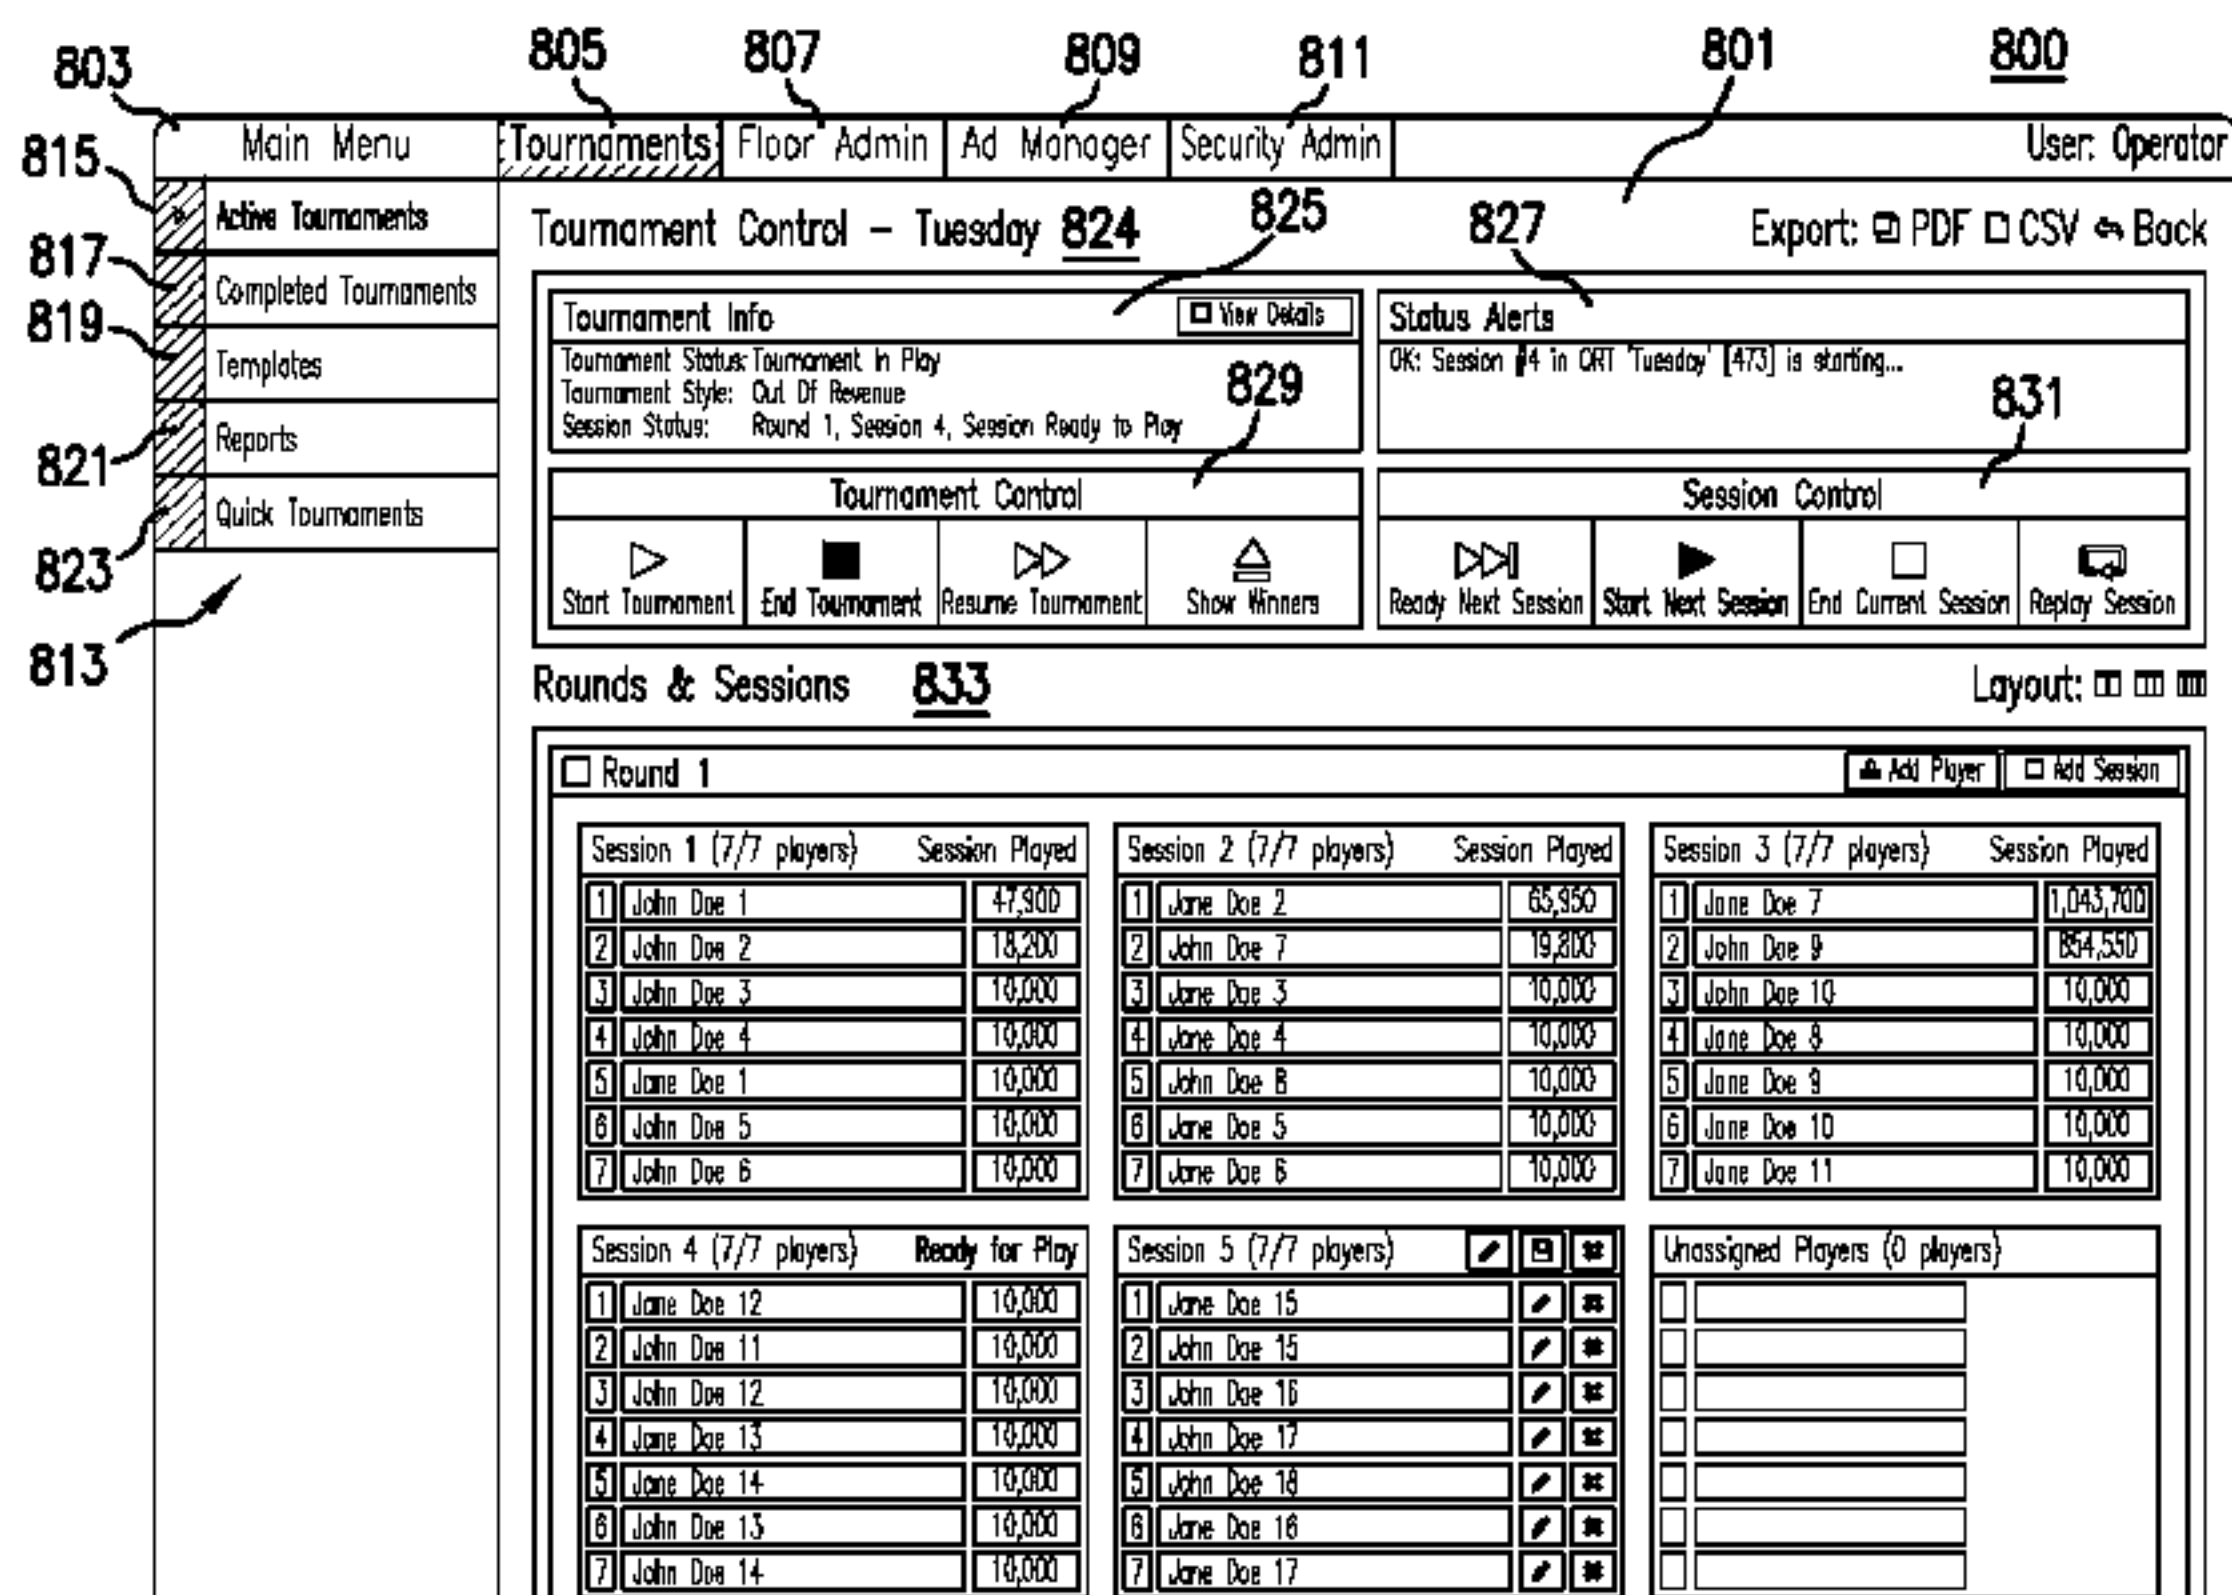 800
803 805 807 809 811 801
Main Menu Tournaments Floor Admin Ad Manager Security Admin User: Operator
815 Active Tournaments
817 Completed Tournaments
819 Templates
821 Reports
823 Quick Tournaments
813
Tournament Control - Tuesday 824 825 827 Export: PDF CSV Back
Tournament Info View Details
Tournament Status: Tournament In Play
Tournament Style: Out Of Revenue
Session Status: Round 1, Session 4, Session Ready to Play
Status Alerts
OK: Session #4 in ORT 'Tuesday' [473] is starting...
829
831
Tournament Control
Start Tournament End Tournament Resume Tournament Show Winners
Session Control
Ready Next Session Start Next Session End Current Session Replay Session
Rounds & Sessions 833 Layout:
Round 1 Add Player Add Session
Session 1 (7/7 players) Session Played
1 John Doe 1 47,900
2 John Doe 2 18,200
3 John Doe 3 10,000
4 John Doe 4 10,000
5 Jane Doe 1 10,000
6 John Doe 5 10,000
7 John Doe 6 10,000
Session 2 (7/7 players) Session Played
1 Jane Doe 2 65,950
2 John Doe 7 19,800
3 Jane Doe 3 10,000
4 Jane Doe 4 10,000
5 John Doe 8 10,000
6 Jane Doe 5 10,000
7 Jane Doe 6 10,000
Session 3 (7/7 players) Session Played
1 Jane Doe 7 1,043,700
2 John Doe 9 854,550
3 John Doe 10 10,000
4 Jane Doe 8 10,000
5 Jane Doe 9 10,000
6 Jane Doe 10 10,000
7 Jane Doe 11 10,000
Session 4 (7/7 players) Ready for Play
1 Jane Doe 12 10,000
2 John Doe 11 10,000
3 John Doe 12 10,000
4 Jane Doe 13 10,000
5 Jane Doe 14 10,000
6 John Doe 13 10,000
7 John Doe 14 10,000
Session 5 (7/7 players)
1 Jane Doe 15
2 John Doe 15
3 John Doe 16
4 John Doe 17
5 John Doe 18
6 Jane Doe 16
7 Jane Doe 17
Unassigned Players (0 players)